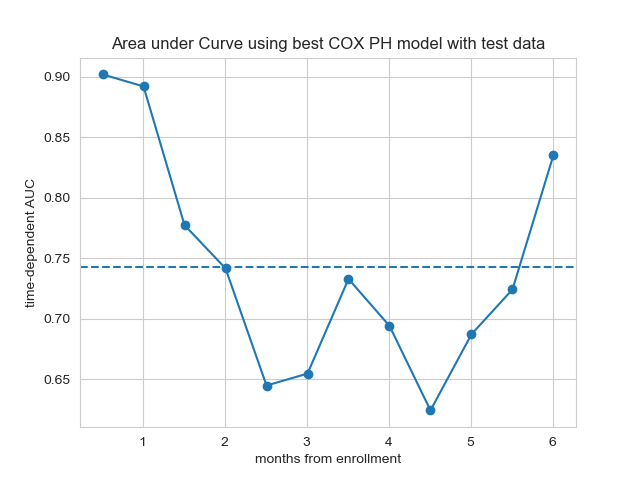 Area under Curve using best COX PH model with test data
time-dependent AUC
0.90
0.85
0.80
0.75
0.70
0.65
1 2 3 4 5 6
months from enrollment